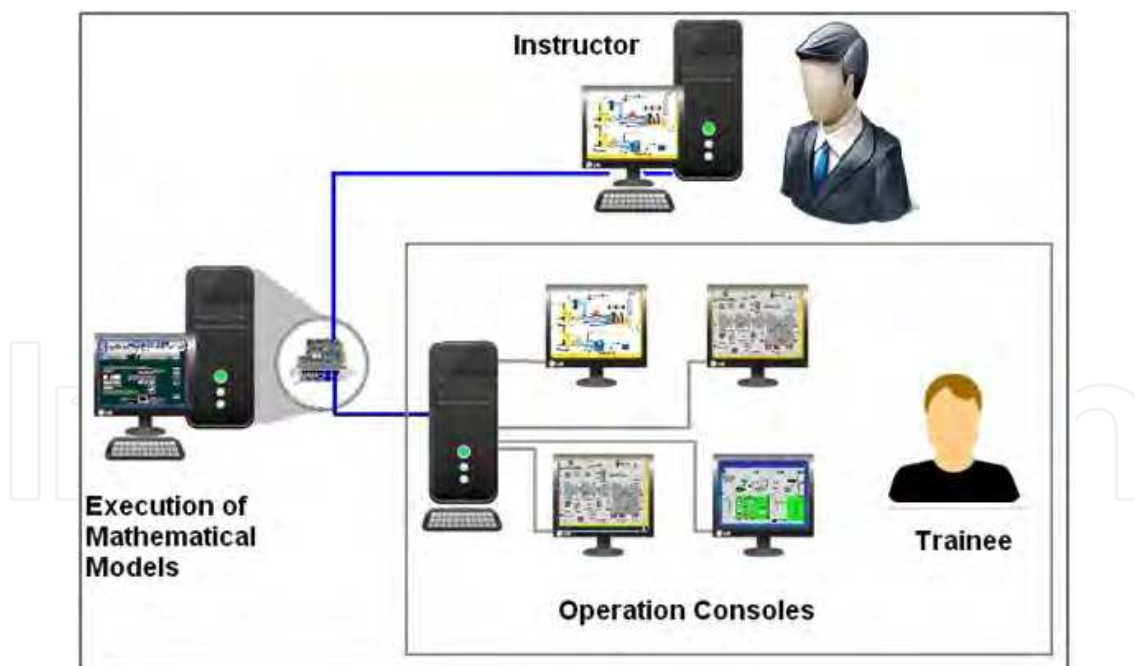 Instructor
Execution of
Mathematical
Models
Trainee
Operation Consoles